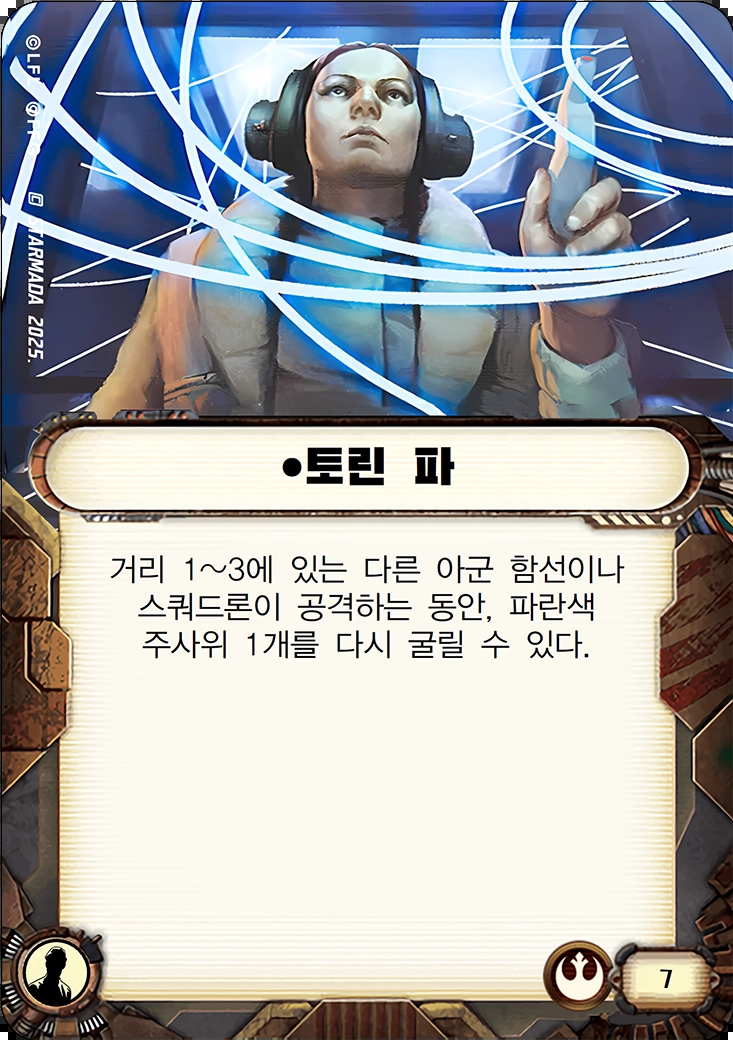 ARMADA 2025.
•토린 파
거리 1～3에 있는 다른 아군 함선이나
스쿼드론이 공격하는 동안, 파란색
주사위 1개를 다시 굴릴 수 있다.
7